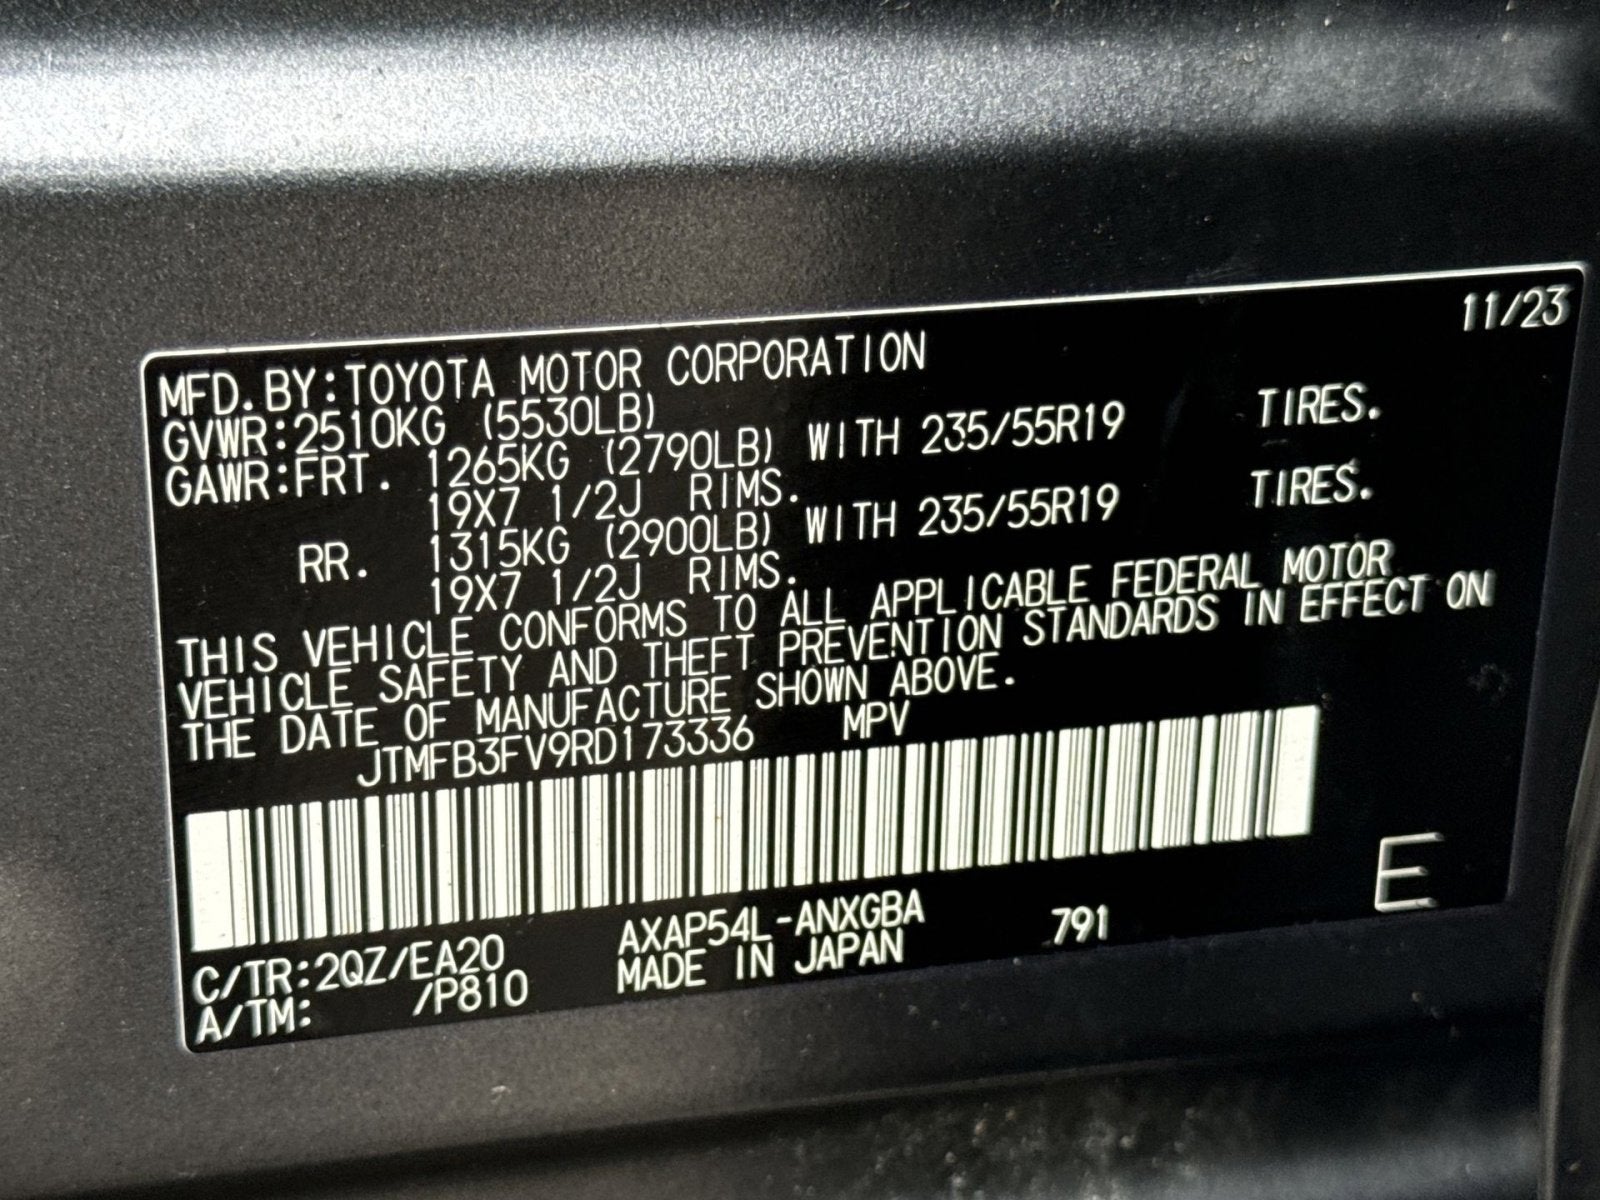 11/23
MFD.BY:TOYOTA MOTOR CORPORATION
GVWR:2510KG (5530LB)
GAWR:FRT. 1265KG (2790LB) WITH 235/55R19 TIRES.
19X7 1/2J RIMS.
RR. 1315KG (2900LB) WITH 235/55R19 TIRES.
19X7 1/2J RIMS.
THIS VEHICLE CONFORMS TO ALL APPLICABLE FEDERAL MOTOR
VEHICLE SAFETY AND THEFT PREVENTION STANDARDS IN EFFECT ON
THE DATE OF MANUFACTURE SHOWN ABOVE.
JTMFB3FV9RD173336 MPV
E
C/TR:2QZ/EA20 AXAP54L-ANXGBA 791
A/TM: /P810 MADE IN JAPAN